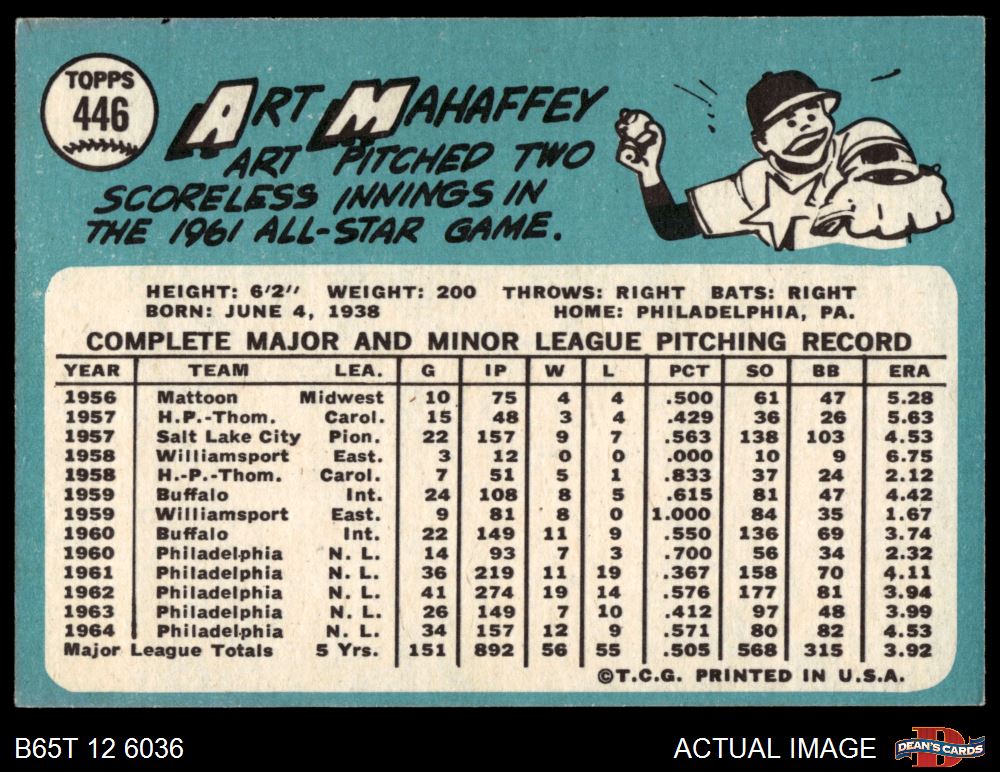 TOPPS
446
ART MAHAFFEY
ART PITCHED TWO
SCORELESS INNINGS IN
THE 1961 ALL-STAR GAME.
HEIGHT: 6'2" WEIGHT: 200 THROWS: RIGHT BATS: RIGHT
BORN: JUNE 4, 1938 HOME: PHILADELPHIA, PA.
COMPLETE MAJOR AND MINOR LEAGUE PITCHING RECORD
YEAR TEAM LEA. G IP W L PCT SO BB ERA
1956 Mattoon Midwest 10 75 4 4 .500 61 47 5.28
1957 H.P.-Thom. Carol. 15 48 3 4 .429 36 26 5.63
1957 Salt Lake City Pion. 22 157 9 7 .563 138 103 4.53
1958 Williamsport East. 3 12 0 0 .000 10 9 6.75
1958 H.-P.-Thom. Carol. 7 51 5 1 .833 37 24 2.12
1959 Buffalo Int. 24 108 8 5 .615 81 47 4.42
1959 Williamsport East. 9 81 8 0 1.000 84 35 1.67
1960 Buffalo Int. 22 149 11 9 .550 136 69 3.74
1960 Philadelphia N. L. 14 93 7 3 .700 56 34 2.32
1961 Philadelphia N. L. 36 219 11 19 .367 158 70 4.11
1962 Philadelphia N. L. 41 274 19 14 .576 177 81 3.94
1963 Philadelphia N. L. 26 149 7 10 .412 97 48 3.99
1964 Philadelphia N. L. 34 157 12 9 .571 80 82 4.53
Major League Totals 5 Yrs. 151 892 56 55 .505 568 315 3.92
©T.C.G. PRINTED IN U.S.A.
B65T 12 6036 ACTUAL IMAGE DEAN'S CARDS